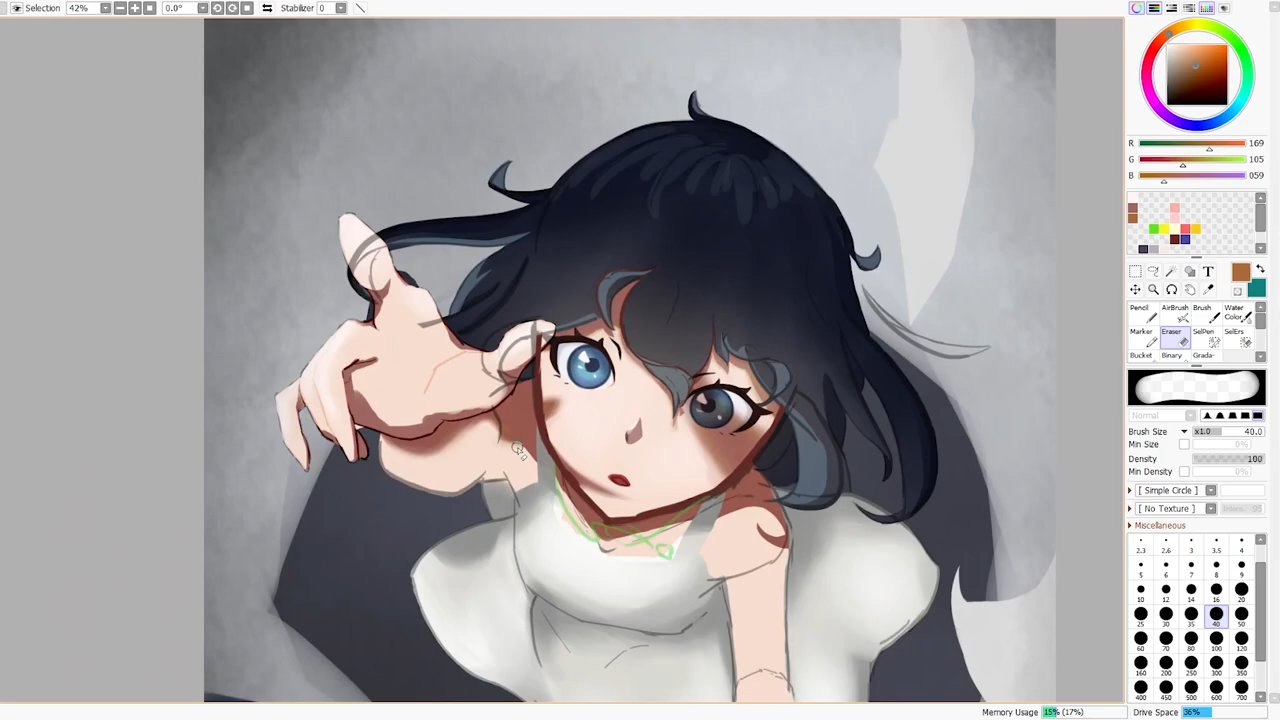 Selection 42% 0.0° Stabilizer 0
R 169
G 105
B 059
T
Pencil AirBrush Brush Water Color
Marker Eraser SelPen SelErs
Bucket Binary Grada-
Normal
Brush Size x1.0 40.0
Min Size 0%
Density 100
Min Density 0%
[ Simple Circle ]
[ No Texture ] 95
Miscellaneous
2.3 2.6 3 3.5 4
5 6 7 8 9
10 12 14 16 20
25 30 35 40 50
60 70 80 100 120
160 200 250 300 350
400 450 500 600 700
Memory Usage 15% (17%) Drive Space 36%